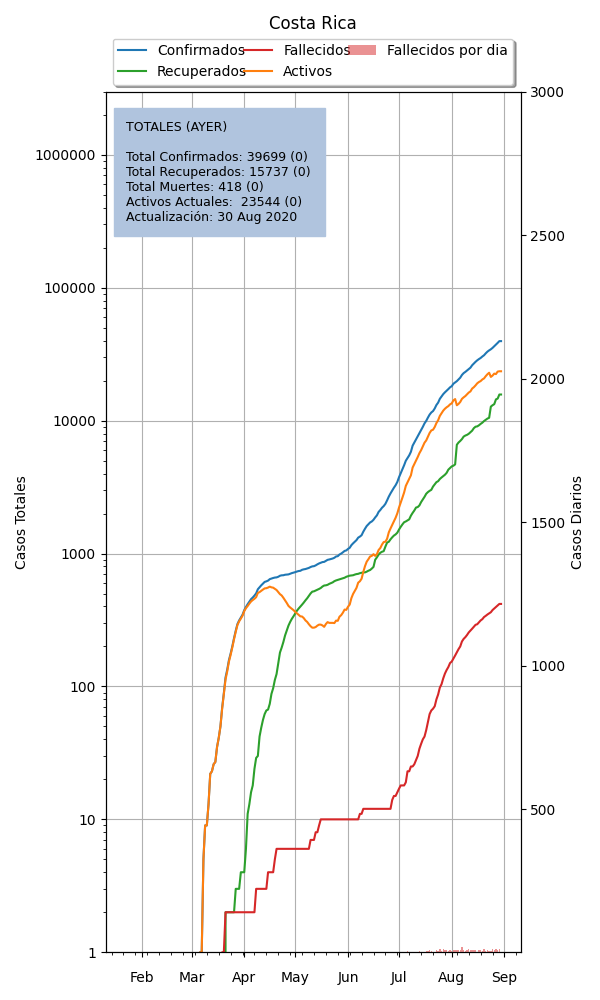 Costa Rica
Confirmados Fallecidos Fallecidos por dia
Recuperados Activos
TOTALES (AYER)
Total Confirmados: 39699 (0)
Total Recuperados: 15737 (0)
Total Muertes: 418 (0)
Activos Actuales:  23544 (0)
Actualización: 30 Aug 2020
Casos Totales
1000000
100000
10000
1000
100
10
1
3000
2500
2000
1500
1000
500
Casos Diarios
Feb Mar Apr May Jun Jul Aug Sep